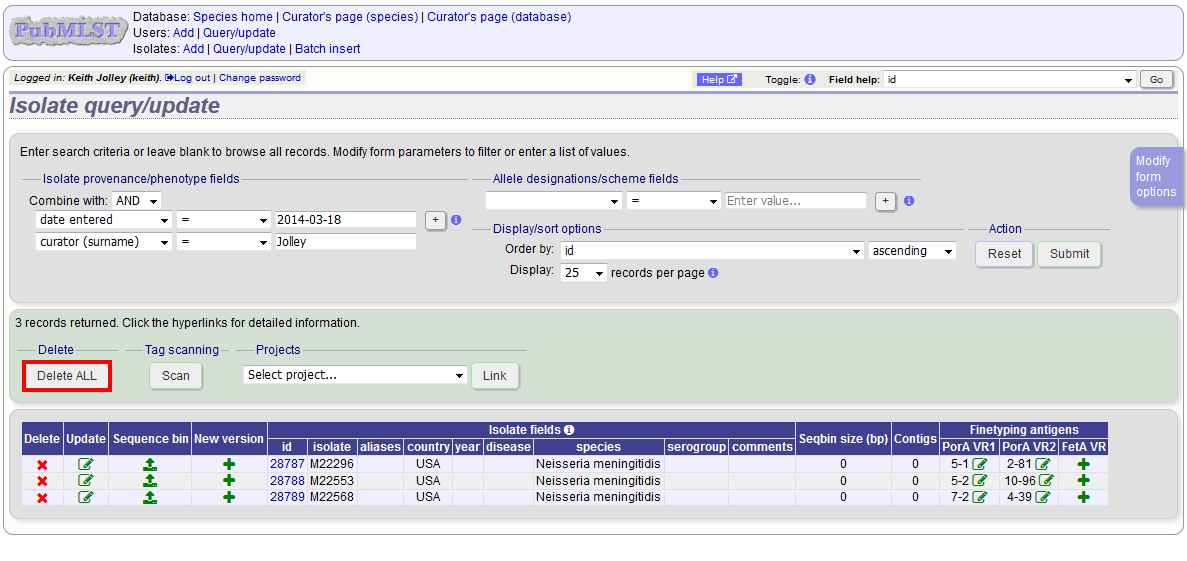 PubMLST
Database: Species home | Curator's page (species) | Curator's page (database)
Users: Add | Query/update
Isolates: Add | Query/update | Batch insert
Logged in: Keith Jolley (keith). Log out | Change password
Help
Toggle: i
Field help: id
Go
Isolate query/update
Enter search criteria or leave blank to browse all records. Modify form parameters to filter or enter a list of values.
Modify form options
Isolate provenance/phenotype fields
Combine with: AND
date entered = 2014-03-18 + i
curator (surname) = Jolley
Allele designations/scheme fields
= Enter value... + i
Display/sort options
Order by: id ascending
Display: 25 records per page i
Action
Reset Submit
3 records returned. Click the hyperlinks for detailed information.
Delete
Delete ALL
Tag scanning
Scan
Projects
Select project... Link
Delete Update Sequence bin New version Isolate fields i Seqbin size (bp) Contigs Finetyping antigens
id isolate aliases country year disease species serogroup comments PorA VR1 PorA VR2 FetA VR
28787 M22296 USA Neisseria meningitidis 0 0 5-1 2-81
28788 M22553 USA Neisseria meningitidis 0 0 5-2 10-96
28789 M22568 USA Neisseria meningitidis 0 0 7-2 4-39